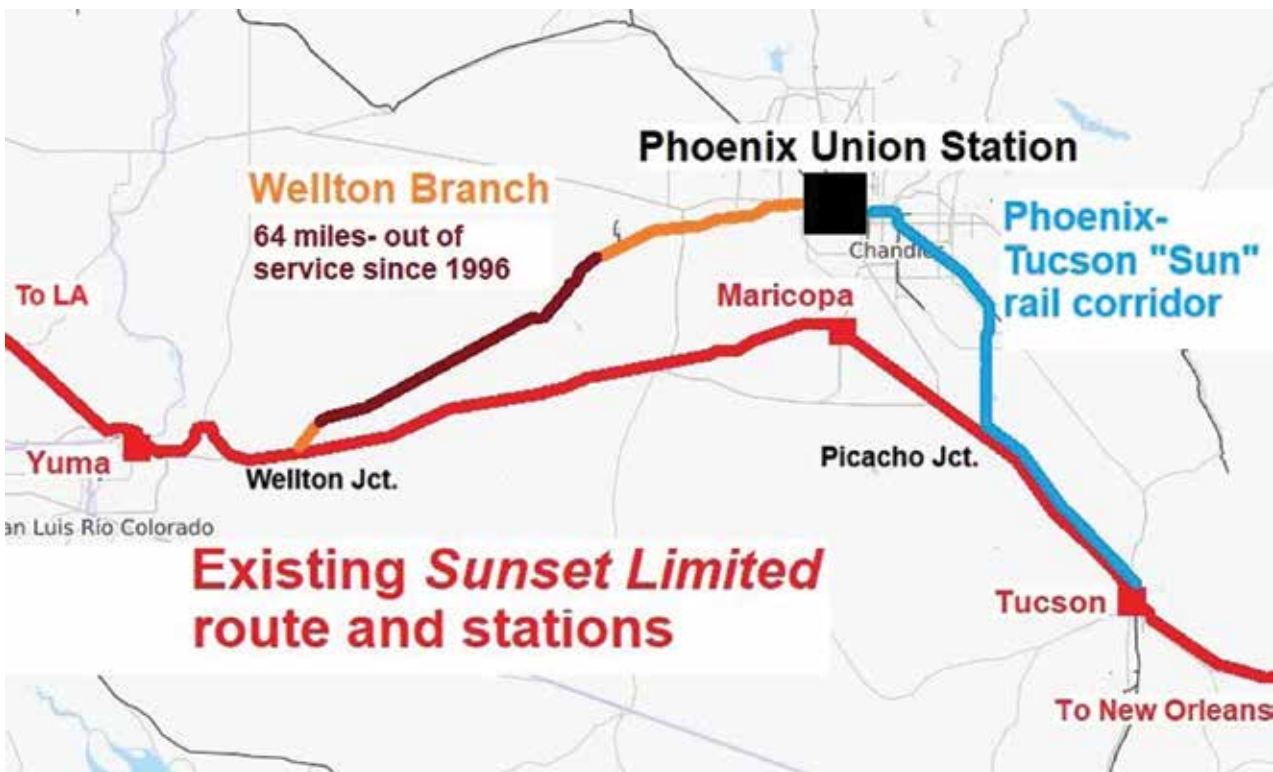 Phoenix Union Station
Wellton Branch
64 miles- out of
service since 1996
Phoenix-
Tucson "Sun"
rail corridor
Chandler
To LA
Maricopa
Yuma
Wellton Jct.
Picacho Jct.
an Luis Río Colorado
Existing Sunset Limited
route and stations
Tucson
To New Orleans